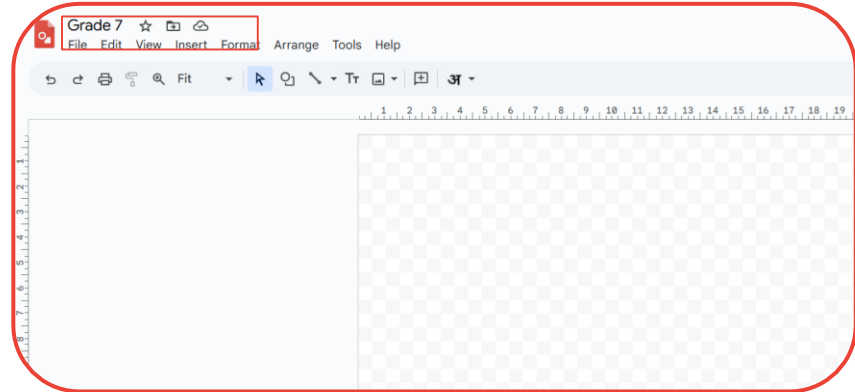 Grade 7
File Edit View Insert Format Arrange Tools Help
Fit Tт अ
1 2 3 4 5 6 7 8 9 10 11 12 13 14 15 16 17 18 19
1
2
3
4
5
6
7
8